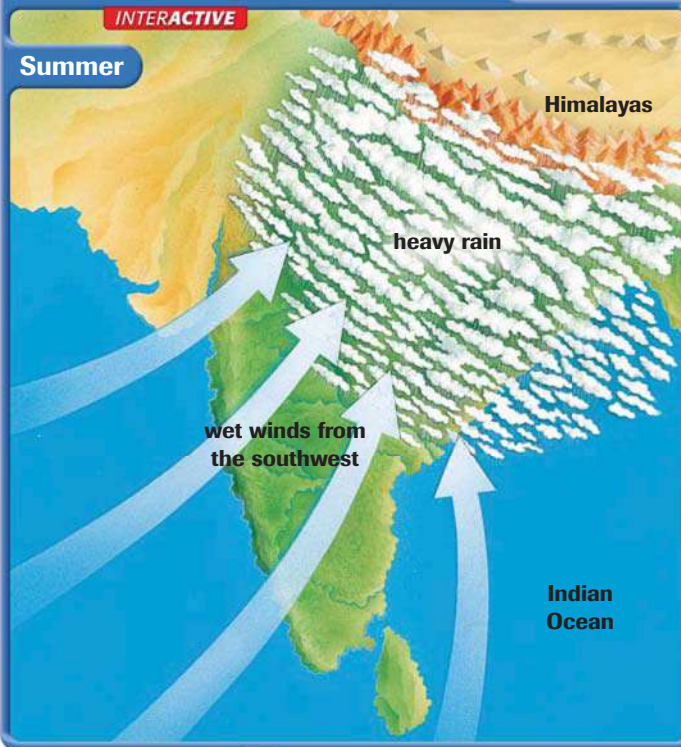 INTERACTIVE
Summer
Himalayas
heavy rain
wet winds from
the southwest
Indian
Ocean